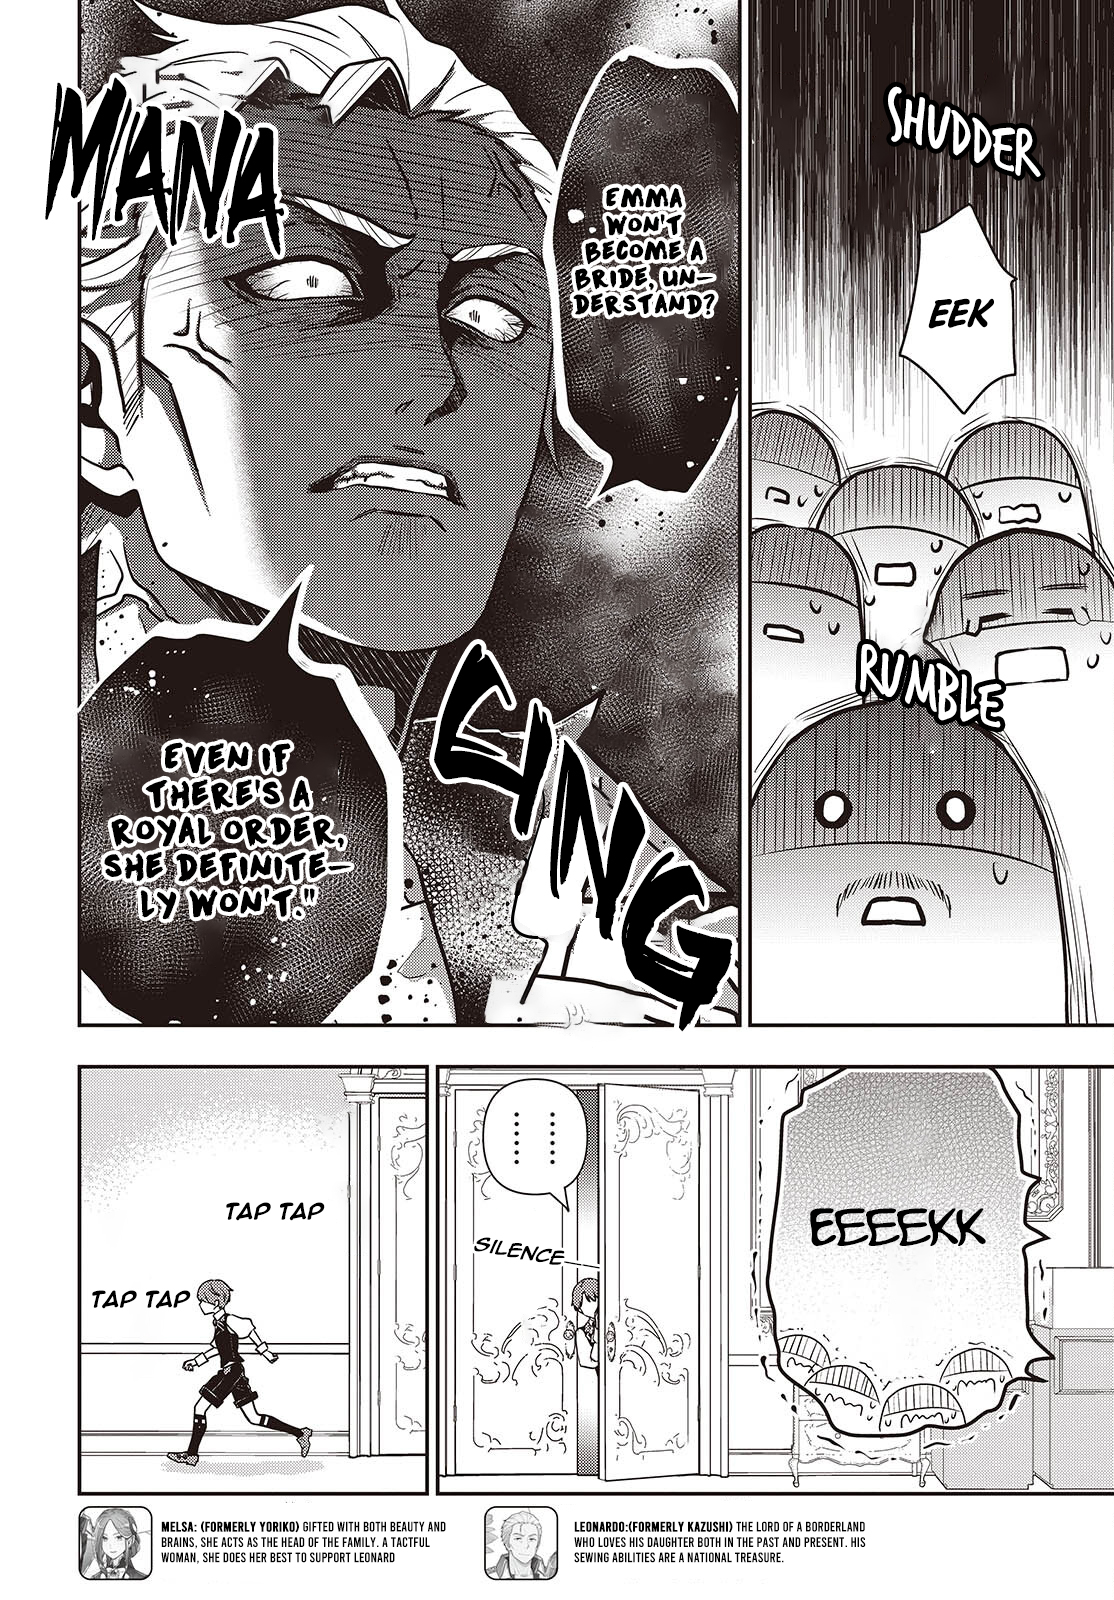 SHUDDER
EEK
RUMBLE
EMMA
WON'T
BECOME A
BRIDE, UN-
DERSTAND?
MANA
EVEN IF
THERE'S A
ROYAL ORDER,
SHE DEFINITE-
LY WON'T."
CING
EEEEKK
SILENCE
TAP TAP
TAP TAP
MELSA: (FORMERLY YORIKO) GIFTED WITH BOTH BEAUTY AND
BRAINS, SHE ACTS AS THE HEAD OF THE FAMILY. A TACTFUL
WOMAN, SHE DOES HER BEST TO SUPPORT LEONARD
LEONARDO:(FORMERLY KAZUSHI) THE LORD OF A BORDERLAND
WHO LOVES HIS DAUGHTER BOTH IN THE PAST AND PRESENT. HIS
SEWING ABILITIES ARE A NATIONAL TREASURE.